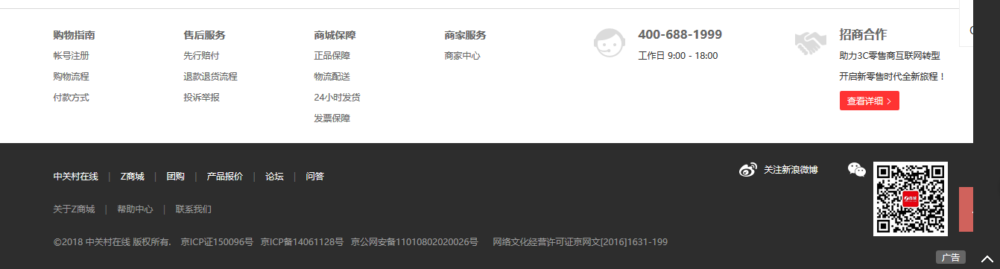 购物指南
帐号注册
购物流程
付款方式
售后服务
先行赔付
退款退货流程
投诉举报
商城保障
正品保障
物流配送
24小时发货
发票保障
商家服务
商家中心
400-688-1999
工作日 9:00 - 18:00
招商合作
助力3C零售商互联网转型
开启新零售时代全新旅程！
查看详细 >
中关村在线 | Z商城 | 团购 | 产品报价 | 论坛 | 问答
关注新浪微博
关于Z商城 | 帮助中心 | 联系我们
©2018 中关村在线 版权所有. 京ICP证150096号 京ICP备14061128号 京公网安备11010802020026号 网络文化经营许可证京网文[2016]1631-199
广告